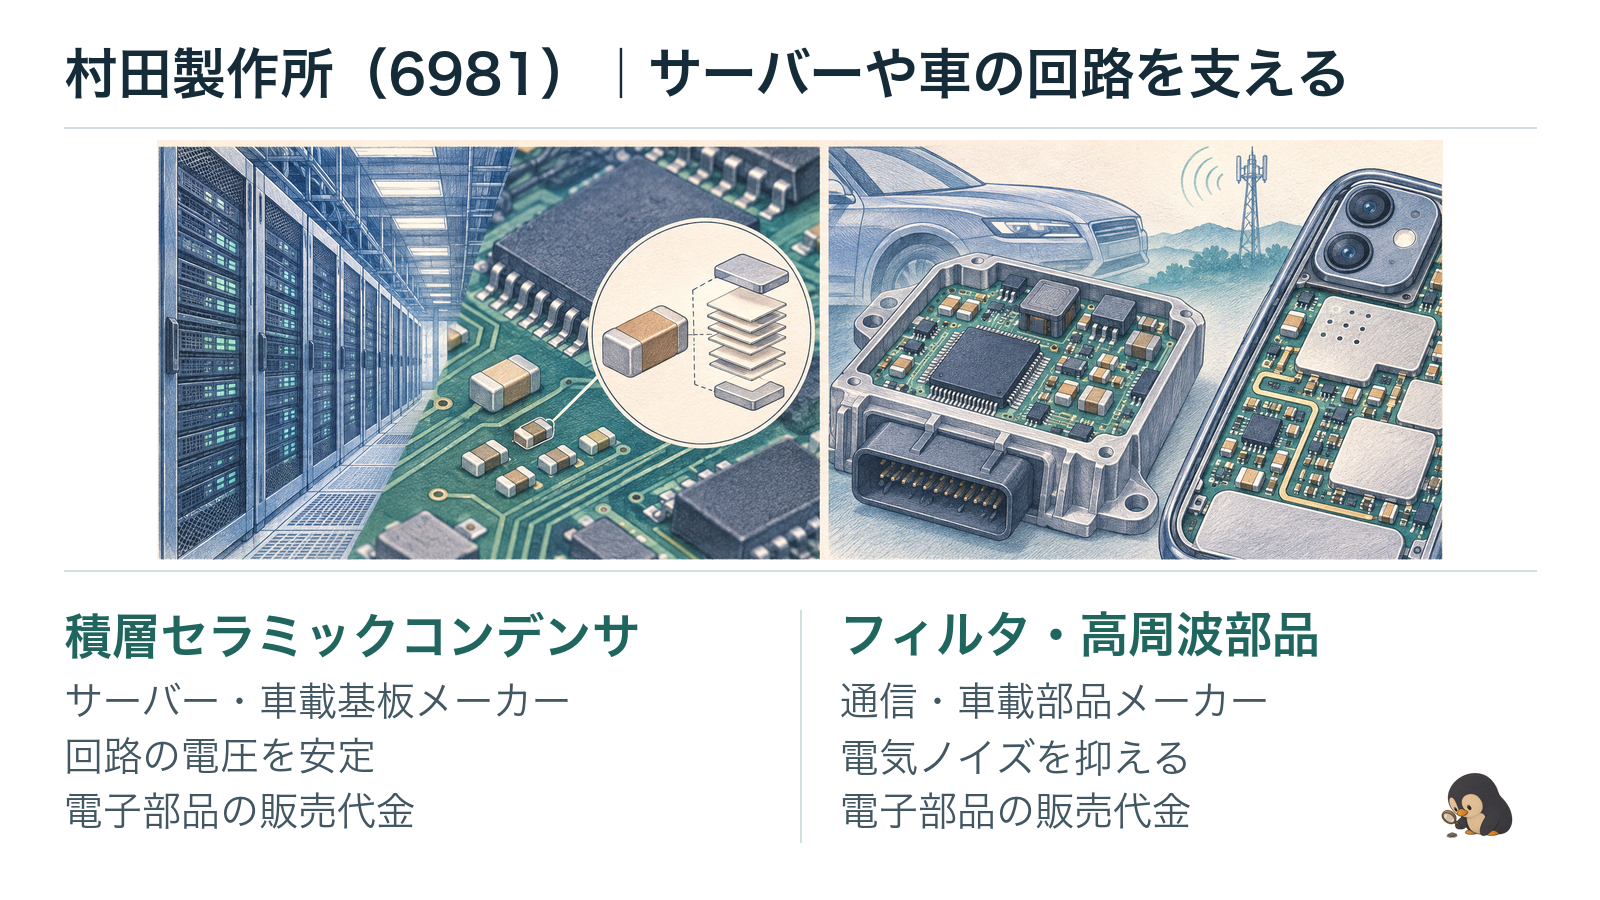 村田製作所（6981）｜サーバーや車の回路を支える
積層セラミックコンデンサ
サーバー・車載基板メーカー
回路の電圧を安定
電子部品の販売代金
フィルタ・高周波部品
通信・車載部品メーカー
電気ノイズを抑える
電子部品の販売代金